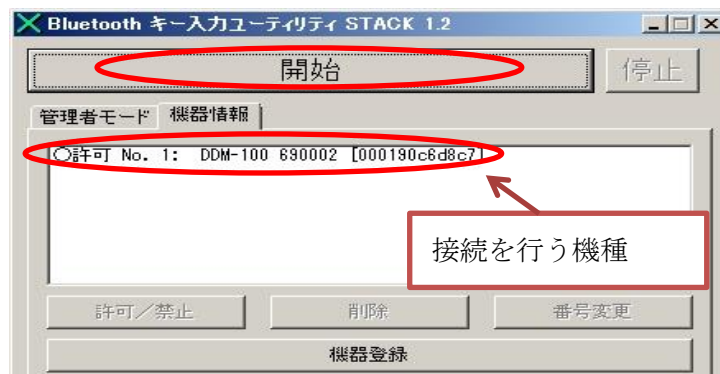 Bluetooth キー入力ユーティリティ STACK 1.2
開始
停止
管理者モード 機器情報
○許可 No. 1: DDM-100 690002 [000190c6d8c7]
接続を行う機種
許可／禁止 削除 番号変更
機器登録